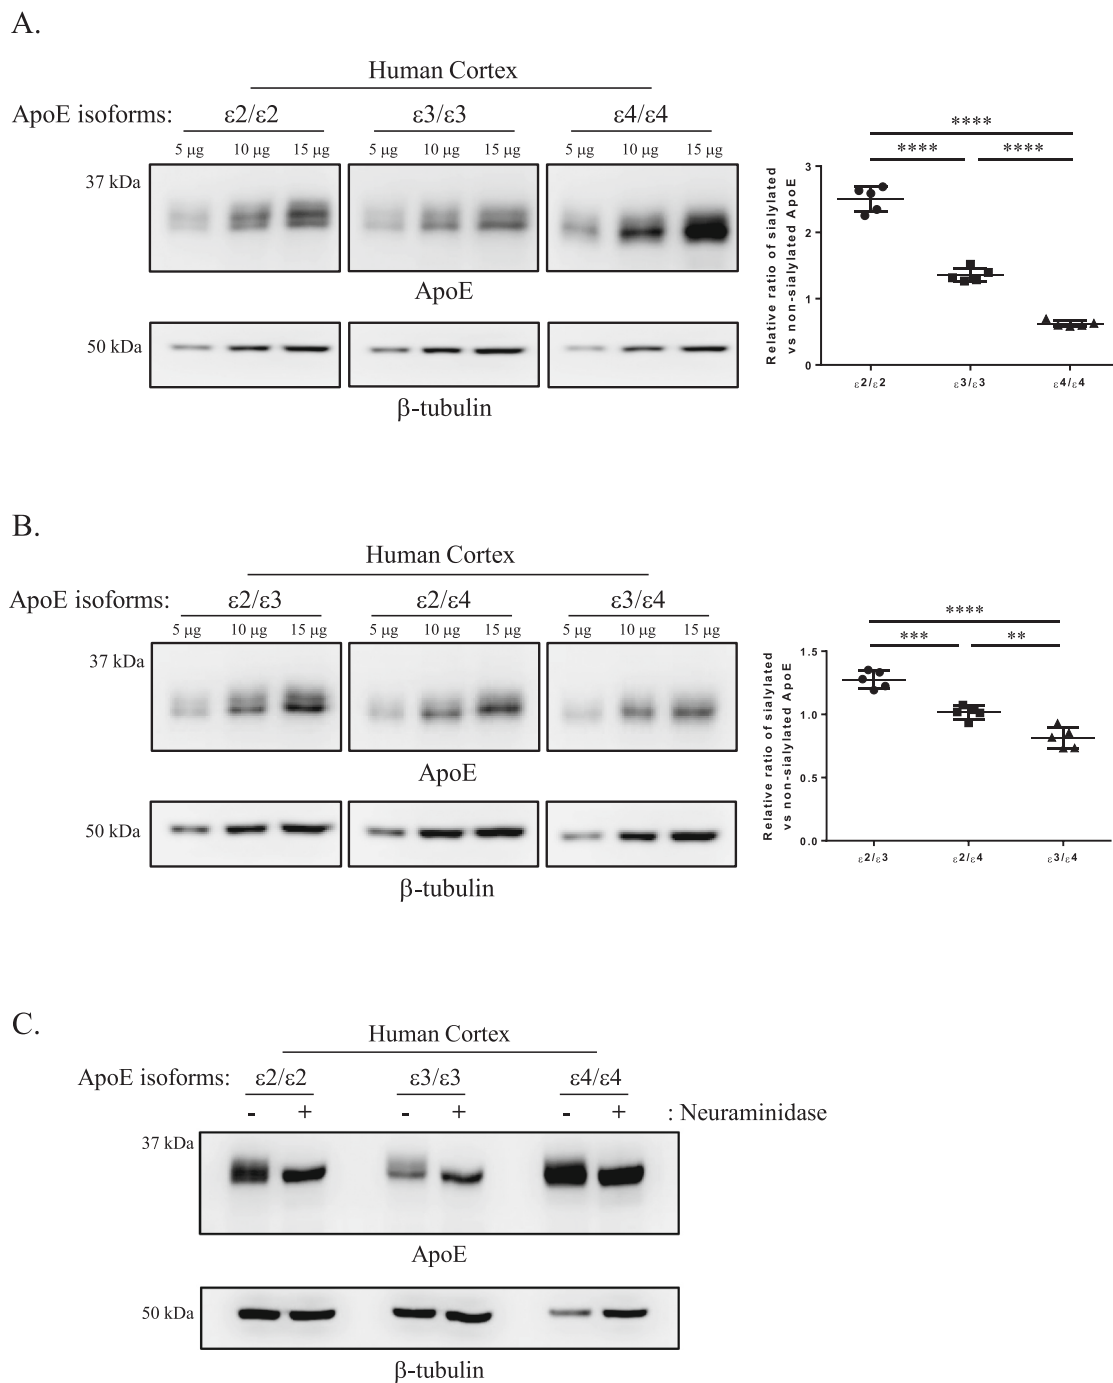 A.
Human Cortex
ApoE isoforms: ε2/ε2 ε3/ε3 ε4/ε4
5 μg 10 μg 15 μg 5 μg 10 μg 15 μg 5 μg 10 μg 15 μg
37 kDa
ApoE
50 kDa
β-tubulin
****
**** ****
Relative ratio of sialylated
vs non-sialylated ApoE
3
2
1
0
ε2/ε2 ε3/ε3 ε4/ε4
B.
Human Cortex
ApoE isoforms: ε2/ε3 ε2/ε4 ε3/ε4
5 μg 10 μg 15 μg 5 μg 10 μg 15 μg 5 μg 10 μg 15 μg
37 kDa
ApoE
50 kDa
β-tubulin
****
*** **
Relative ratio of sialylated
vs non-sialylated ApoE
1.5
1.0
0.5
0.0
ε2/ε3 ε2/ε4 ε3/ε4
C.
Human Cortex
ApoE isoforms: ε2/ε2 ε3/ε3 ε4/ε4
- + - + - + : Neuraminidase
37 kDa
ApoE
50 kDa
β-tubulin